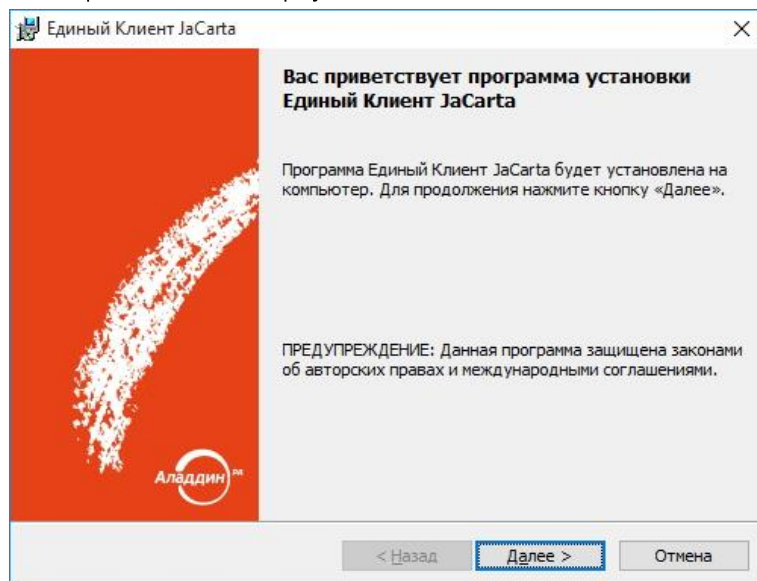 Единый Клиент JaCarta
Вас приветствует программа установки
Единый Клиент JaCarta
Программа Единый Клиент JaCarta будет установлена на
компьютер. Для продолжения нажмите кнопку «Далее».
ПРЕДУПРЕЖДЕНИЕ: Данная программа защищена законами
об авторских правах и международными соглашениями.
Аладдин РД
< Назад Далее > Отмена